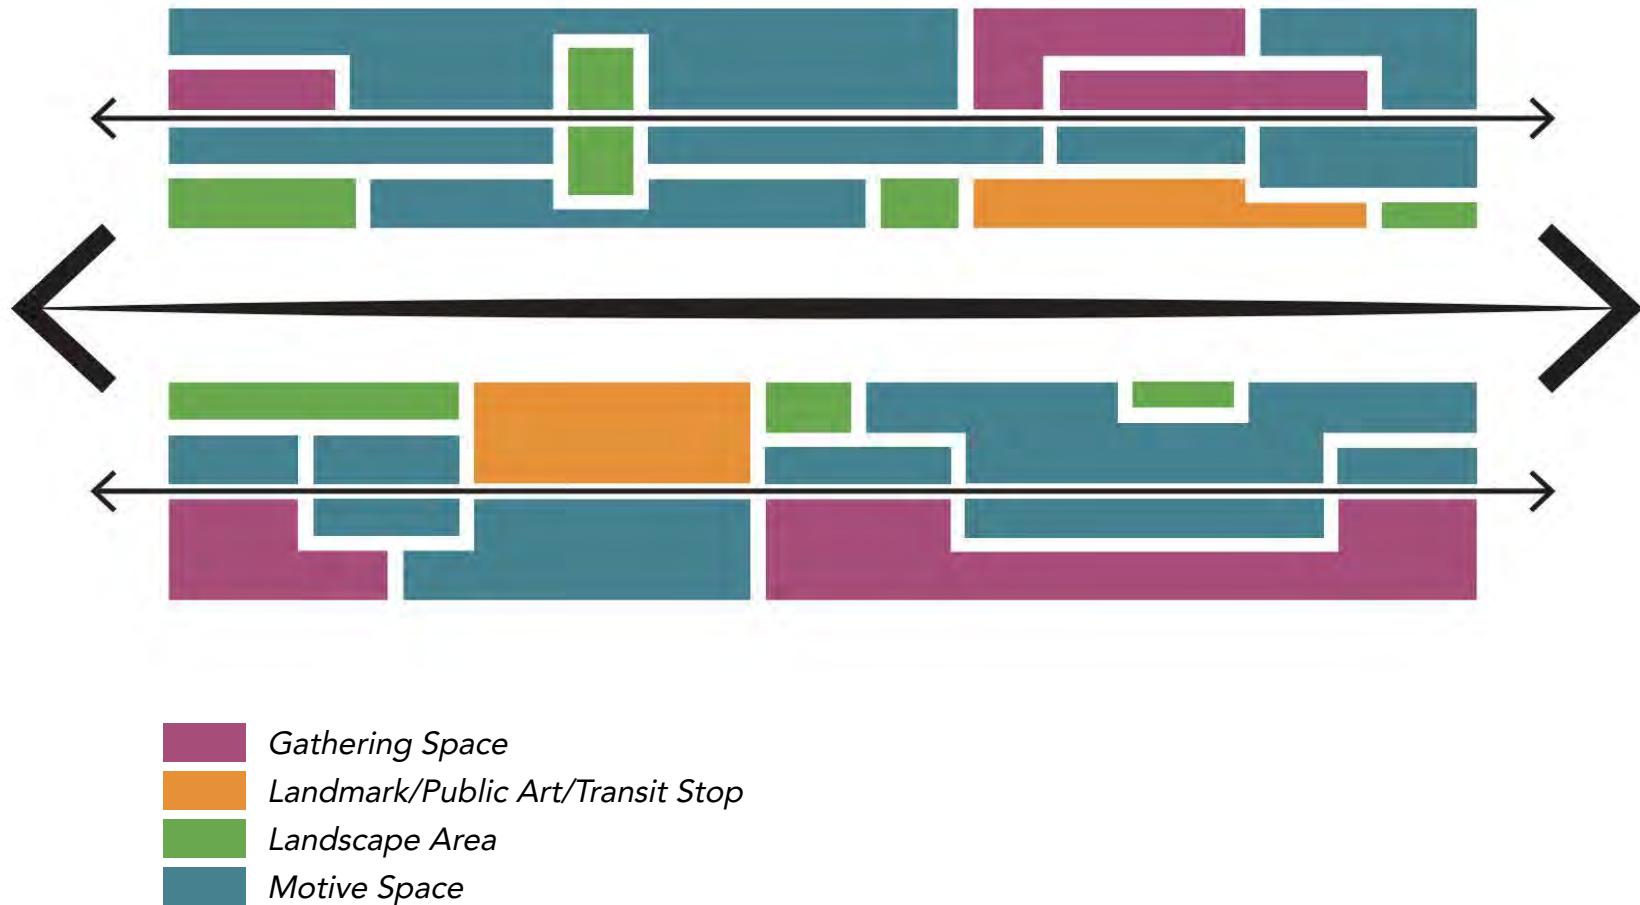 Gathering Space
Landmark/Public Art/Transit Stop
Landscape Area
Motive Space